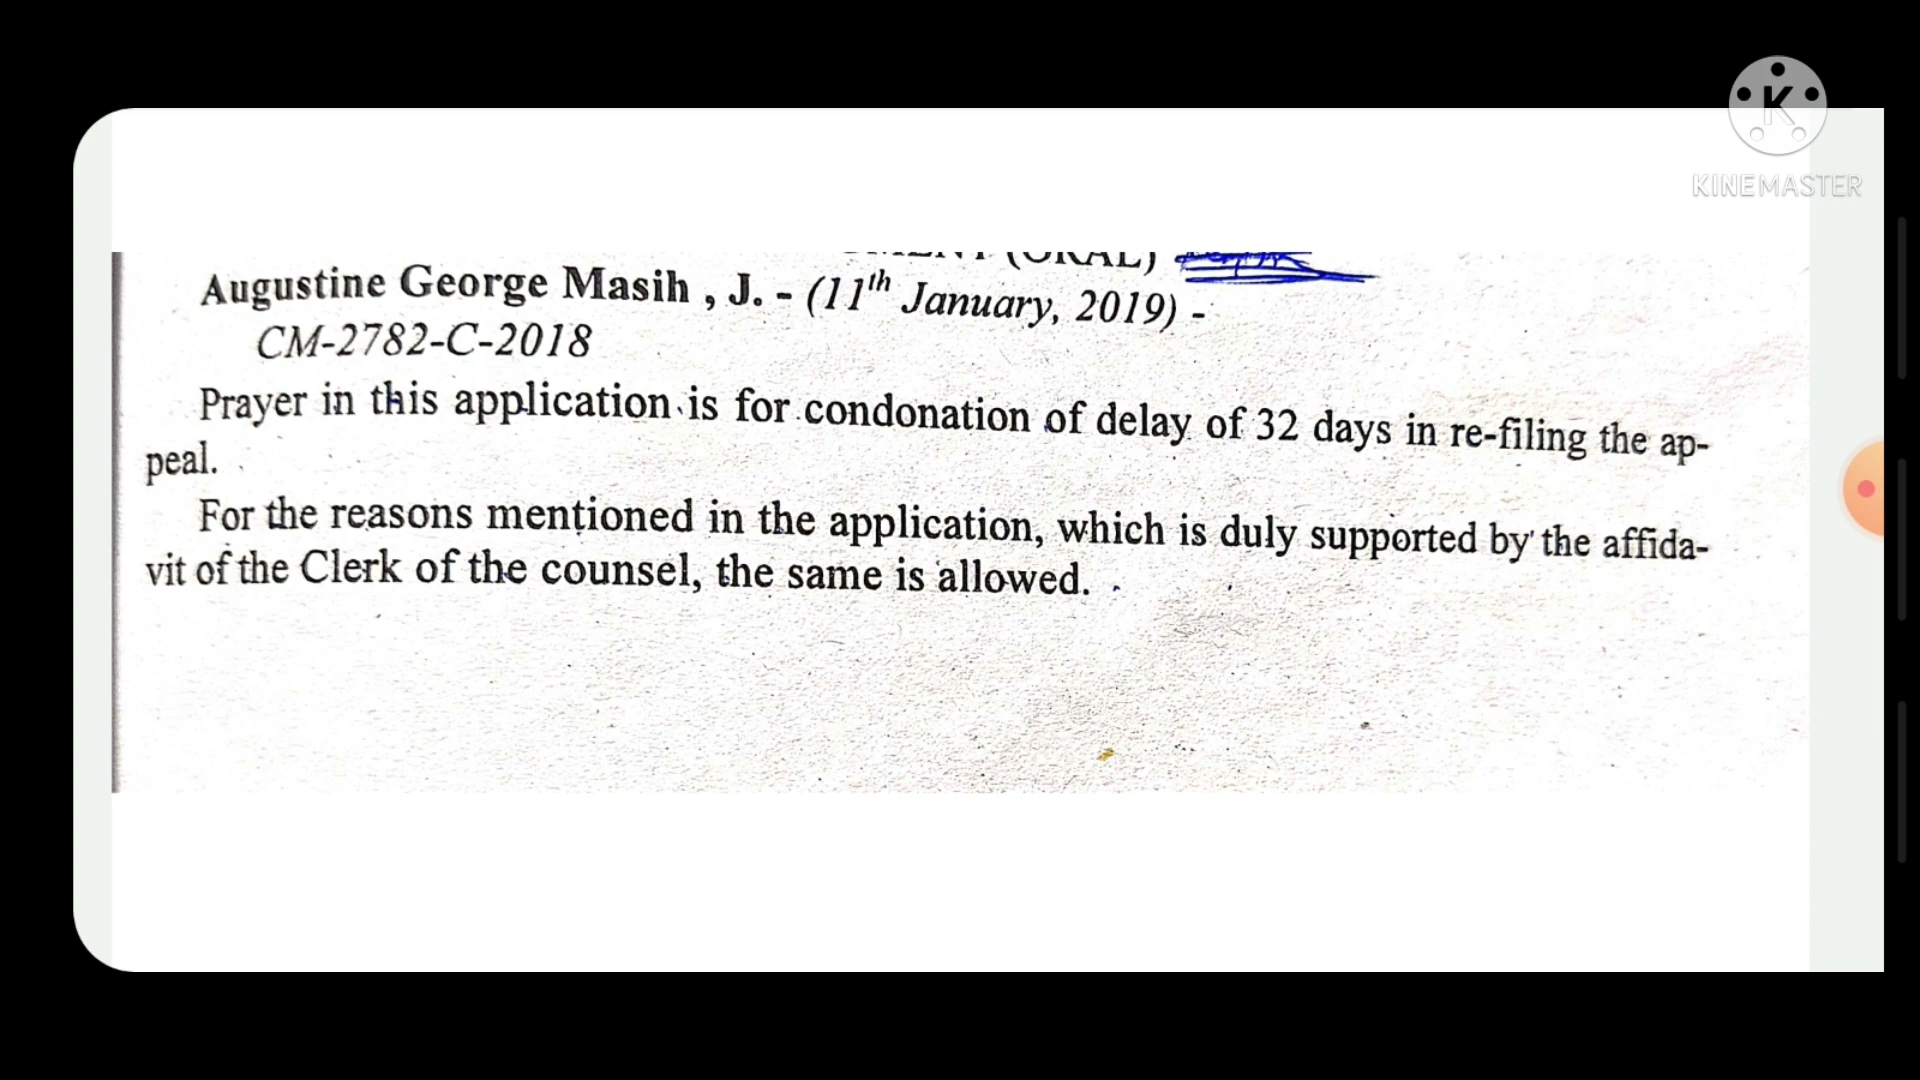 KINEMASTER
(ORAL)
Augustine George Masih , J. - (11th January, 2019) -
CM-2782-C-2018
Prayer in this application is for condonation of delay of 32 days in re-filing the ap-
peal.
For the reasons mentioned in the application, which is duly supported by the affida-
vit of the Clerk of the counsel, the same is allowed.